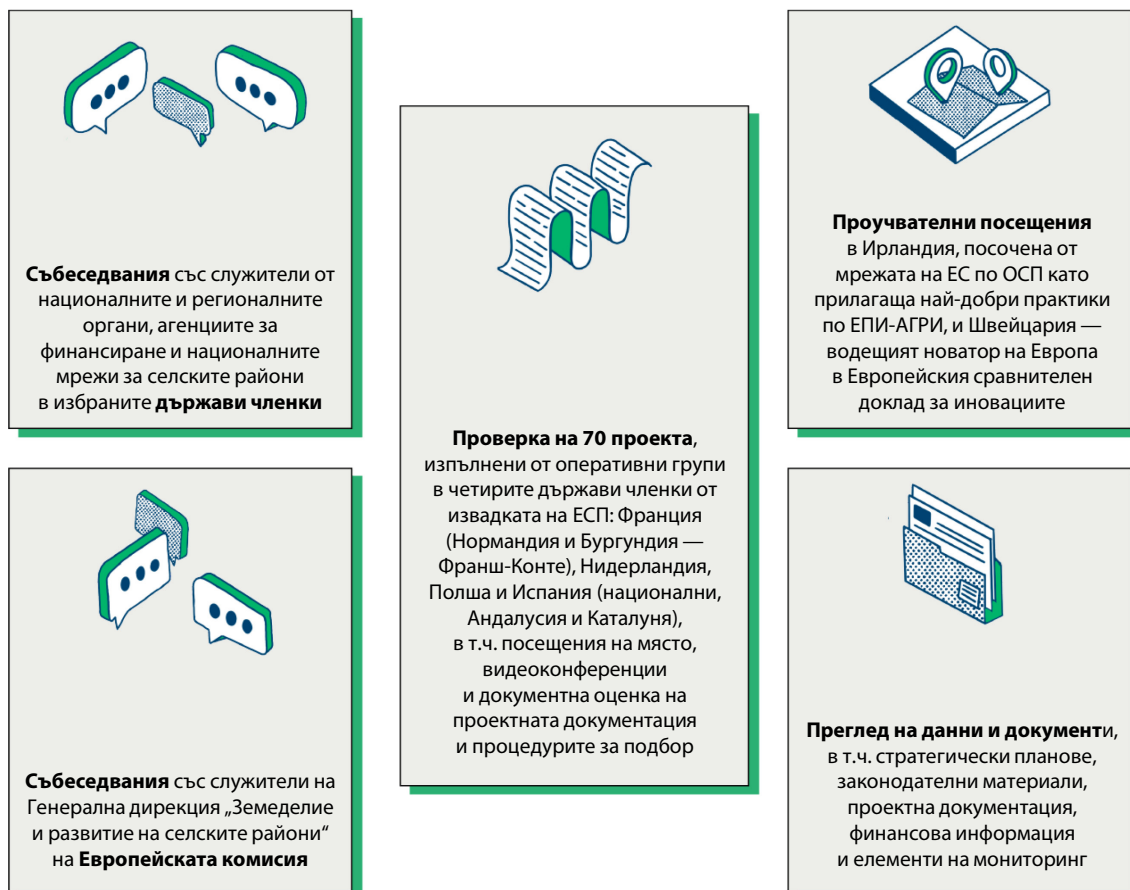 Събеседвания със служители от
националните и регионалните
органи, агенциите за
финансиране и националните
мрежи за селските райони
в избраните държави членки
Събеседвания със служители на
Генерална дирекция „Земеделие
и развитие на селските райони“
на Европейската комисия
Проверка на 70 проекта,
изпълнени от оперативни групи
в четирите държави членки от
извадката на ЕСП: Франция
(Нормандия и Бургундия —
Франш-Конте), Нидерландия,
Полша и Испания (национални,
Андалусия и Каталуня),
в т.ч. посещения на място,
видеоконференции
и документна оценка на
проектната документация
и процедурите за подбор
Проучвателни посещения
в Ирландия, посочена от
мрежата на ЕС по ОСП като
прилагаща най-добри практики
по ЕПИ-АГРИ, и Швейцария —
водещият новатор на Европа
в Европейския сравнителен
доклад за иновациите
Преглед на данни и документи,
в т.ч. стратегически планове,
законодателни материали,
проектна документация,
финансова информация
и елементи на мониторинг